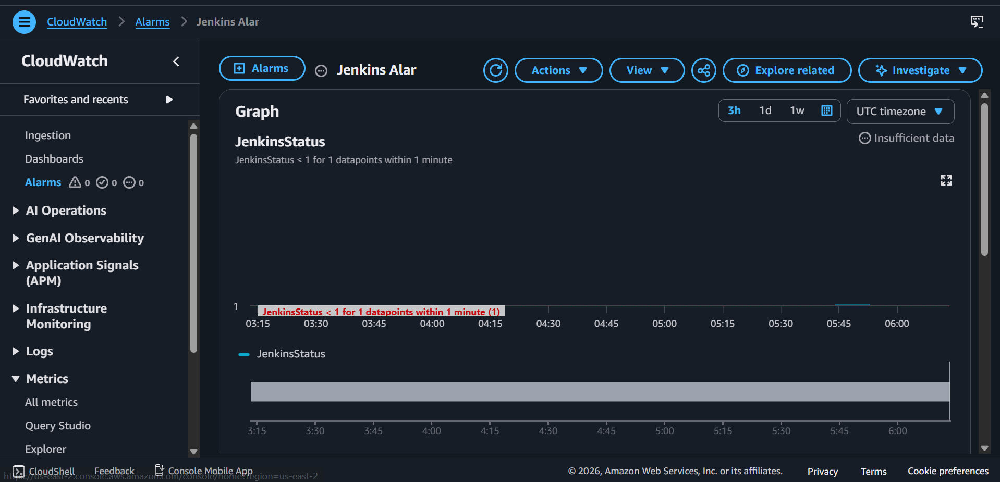 CloudWatch > Alarms > Jenkins Alar
CloudWatch
Favorites and recents
Ingestion
Dashboards
Alarms 0 0 0
AI Operations
GenAI Observability
Application Signals
(APM)
Infrastructure
Monitoring
Logs
Metrics
All metrics
Query Studio
Explorer
Alarms
Jenkins Alar
Actions
View
Explore related
Investigate
Graph
3h 1d 1w
UTC timezone
JenkinsStatus
Insufficient data
JenkinsStatus < 1 for 1 datapoints within 1 minute
1
JenkinsStatus < 1 for 1 datapoints within 1 minute (1)
03:15 03:30 03:45 04:00 04:15 04:30 04:45 05:00 05:15 05:30 05:45 06:00
JenkinsStatus
3:15 3:30 3:45 4:00 4:15 4:30 4:45 5:00 5:15 5:30 5:45 6:00
CloudShell Feedback Console Mobile App
https://us-east-2.console.aws.amazon.com/console/home?region=us-east-2
© 2026, Amazon Web Services, Inc. or its affiliates. Privacy Terms Cookie preferences